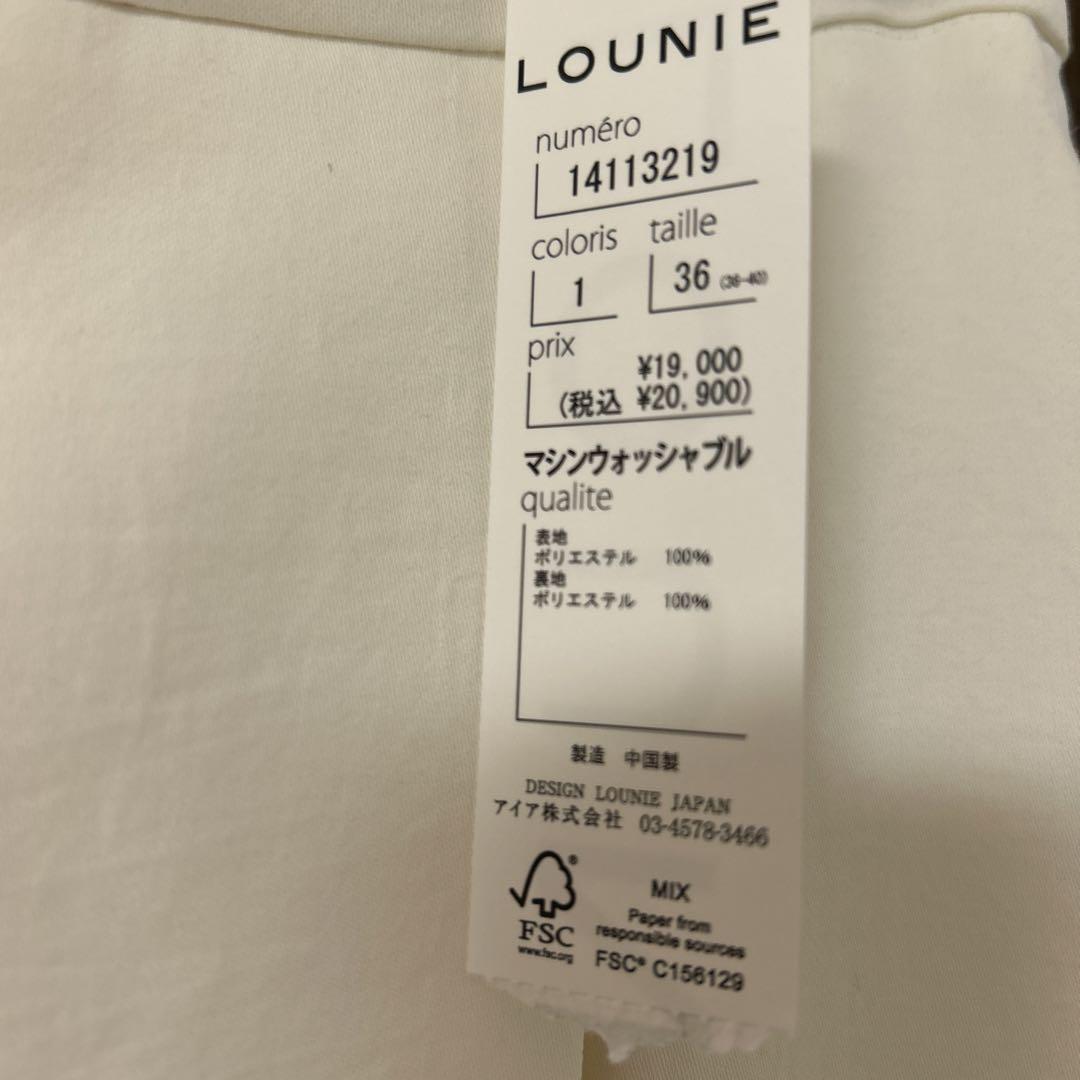 LOUNIE
numéro
14113219
coloris taille
1 36 (36-40)
prix
¥19,000
(税込 ¥20,900)
マシンウォッシャブル
qualite
表地
ポリエステル 100%
裏地
ポリエステル 100%
製造 中国製
DESIGN LOUNIE JAPAN
アイア株式会社 03-4578-3466
FSC
www.fsc.org
MIX
Paper from
responsible sources
FSC® C156129